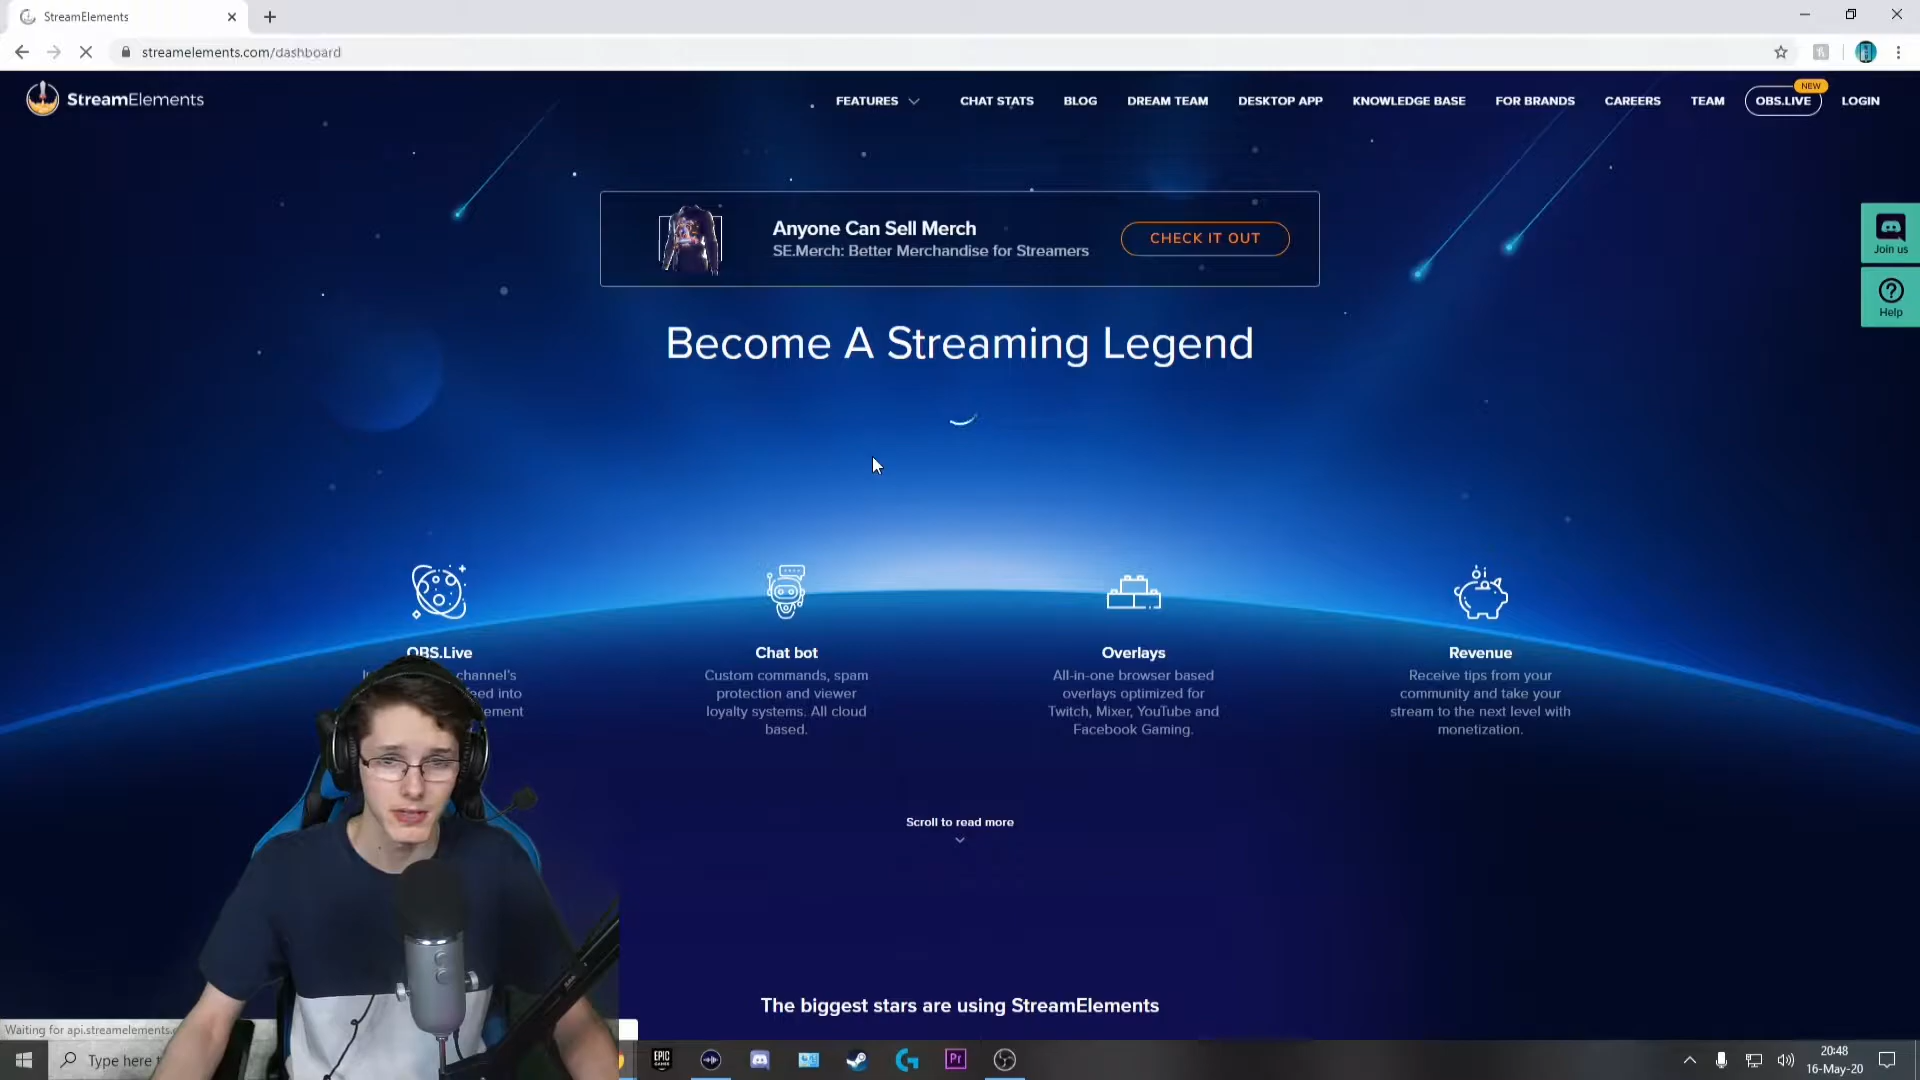 StreamElements
streamelements.com/dashboard
StreamElements
FEATURES
CHAT STATS
BLOG
DREAM TEAM
DESKTOP APP
KNOWLEDGE BASE
FOR BRANDS
CAREERS
TEAM
NEW
OBS.LIVE
LOGIN
Anyone Can Sell Merch
SE.Merch: Better Merchandise for Streamers
CHECK IT OUT
Join us
Help
Become A Streaming Legend
OBS.Live
channel's
feed into
Chat bot
Custom commands, spam
protection and viewer
loyalty systems. All cloud
based.
Overlays
All-in-one browser based
overlays optimized for
Twitch, Mixer, YouTube and
Facebook Gaming.
Revenue
Receive tips from your
community and take your
stream to the next level with
monetization.
Scroll to read more
The biggest stars are using StreamElements
Waiting for api.streamelements.
Type here
EPIC
GAMES
Pr
20:48
16-May-20